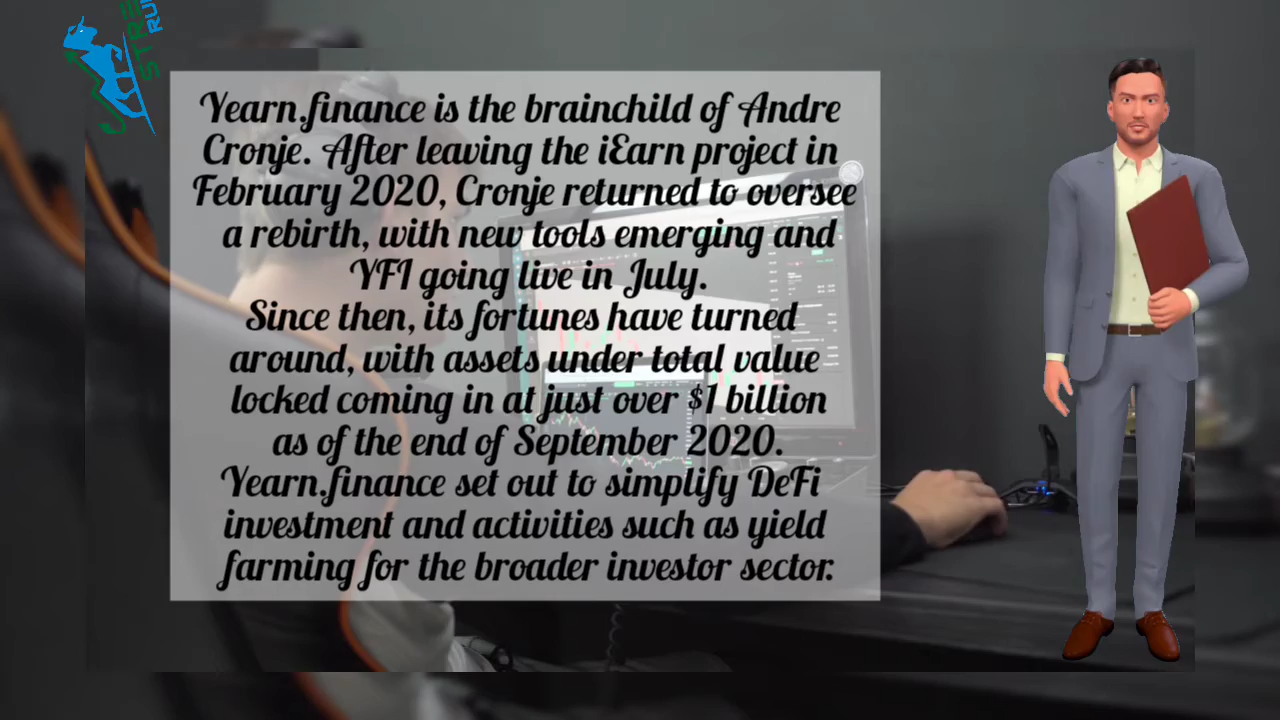 STRE
RU
Yearn.finance is the brainchild of Andre
Cronje. After leaving the iEarn project in
February 2020, Cronje returned to oversee
a rebirth, with new tools emerging and
YFI going live in July.
Since then, its fortunes have turned
around, with assets under total value
locked coming in at just over $1 billion
as of the end of September 2020.
Yearn.finance set out to simplify DeFi
investment and activities such as yield
farming for the broader investor sector.